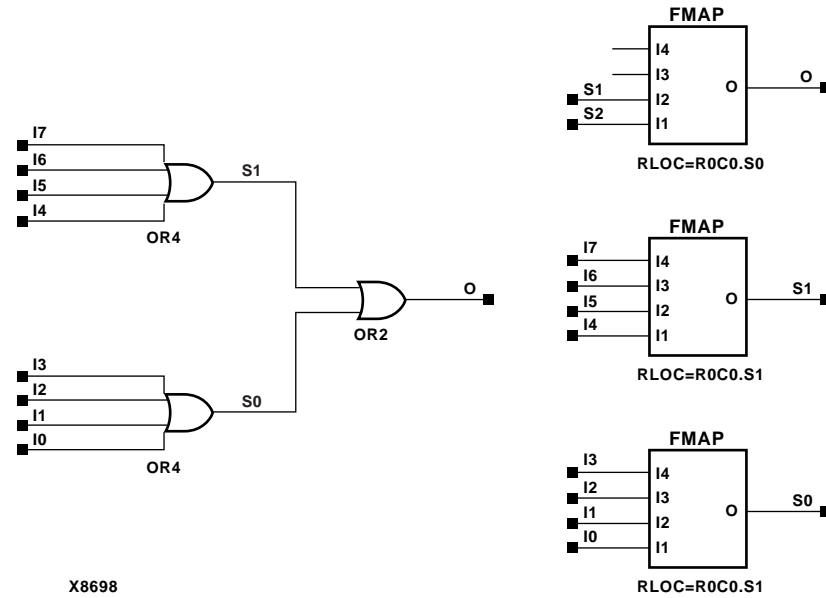 I7
I6
I5
I4
OR4
S1
I3
I2
I1
I0
OR4
S0
OR2
O
X8698
FMAP
I4
I3
S1 I2
S2 I1
O O
RLOC=R0C0.S0
FMAP
I7 I4
I6 I3
I5 I2
I4 I1
O S1
RLOC=R0C0.S1
FMAP
I3 I4
I2 I3
I1 I2
I0 I1
O S0
RLOC=R0C0.S1